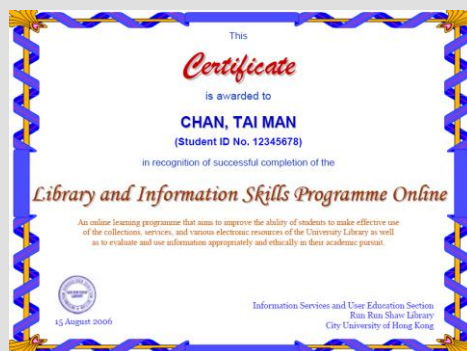 This
Certificate
is awarded to
CHAN, TAI MAN
(Student ID No. 12345678)
in recognition of successful completion of the
Library and Information Skills Programme Online
An online learning programme that aims to improve the ability of students to make effective use
of the collections, services, and various electronic resources of the University Library as well
as to evaluate and use information appropriately and ethically in their academic pursuit.
15 August 2006
Information Services and User Education Section
Run Run Shaw Library
City University of Hong Kong